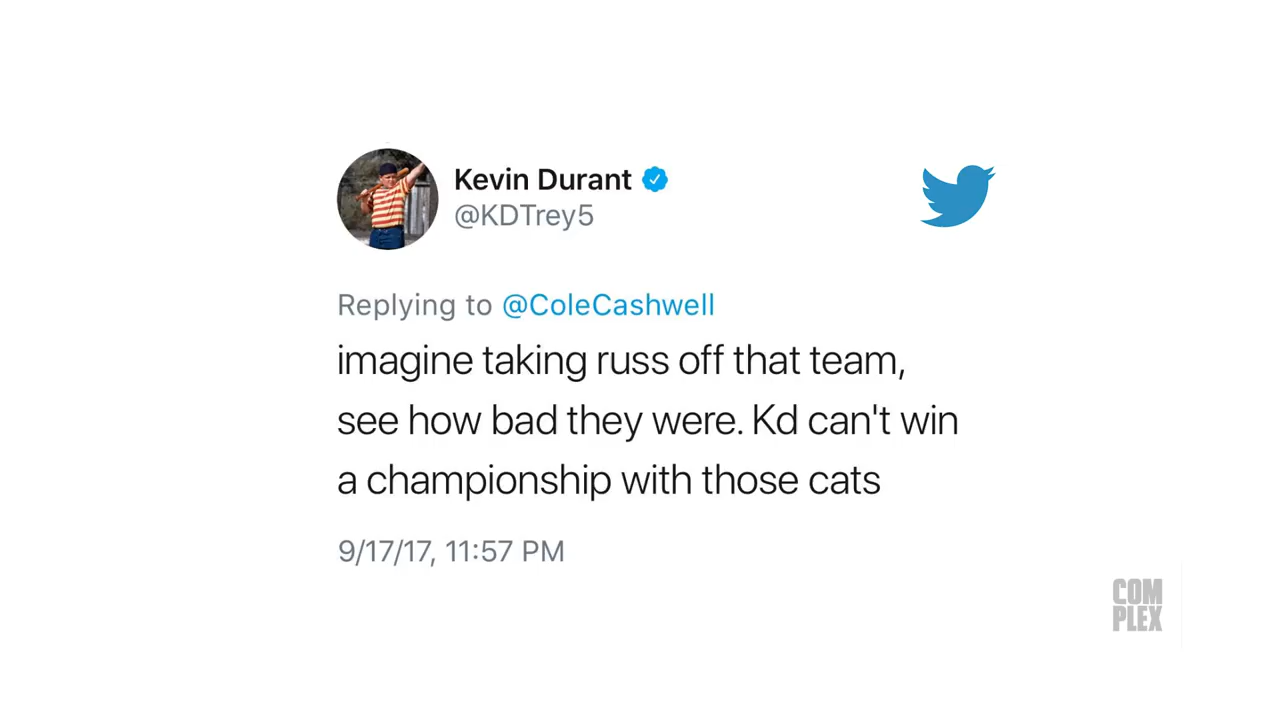 Kevin Durant
@KDTrey5
Replying to @ColeCashwell
imagine taking russ off that team,
see how bad they were. Kd can't win
a championship with those cats
9/17/17, 11:57 PM
COM
PLEX